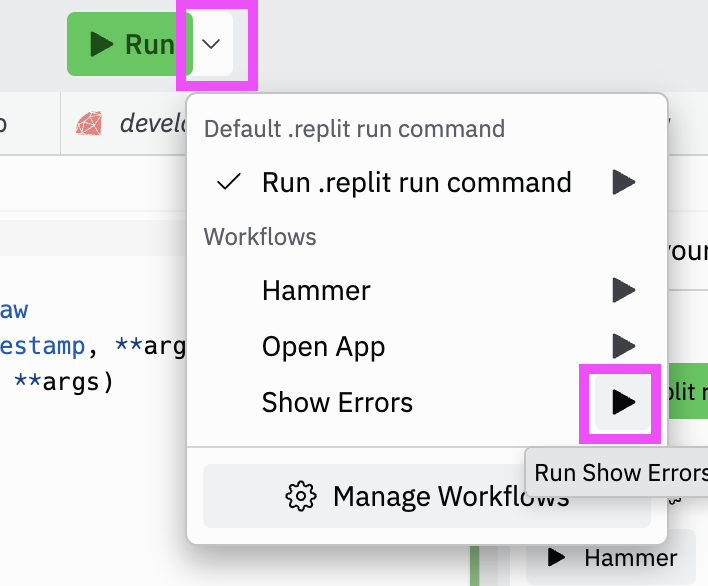 Run
develo
Default .replit run command
Run .replit run command
Workflows
your
Hammer
aw
estamp, **arg
Open App
**args)
Show Errors
plit r
Run Show Errors
Manage Workflows
Hammer